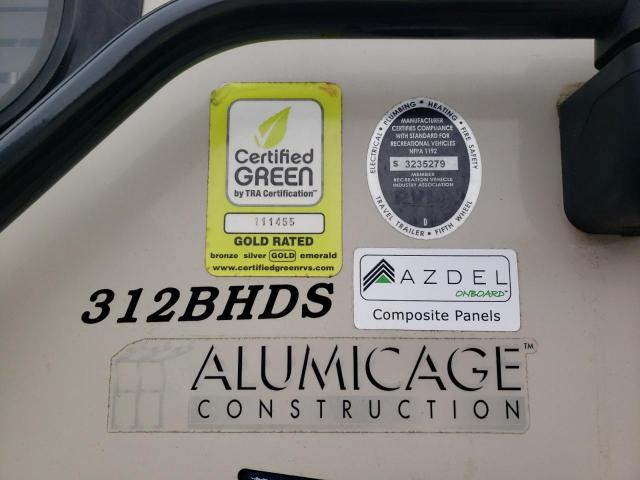 Certified
GREEN
by TRA Certification™
111455
GOLD RATED
bronze silver GOLD emerald
www.certifiedgreenrvs.com
ELECTRICAL • PLUMBING • HEATING • FIRE SAFETY
MANUFACTURER
CERTIFIES COMPLIANCE
WITH STANDARD FOR
RECREATIONAL VEHICLES
NFPA 1192
S 3235279
MEMBER
RECREATION VEHICLE
INDUSTRY ASSOCIATION
D
TRAVEL TRAILER • FIFTH WHEEL
AZDEL
ONBOARD
Composite Panels
312BHDS
ALUMICAGE™
CONSTRUCTION